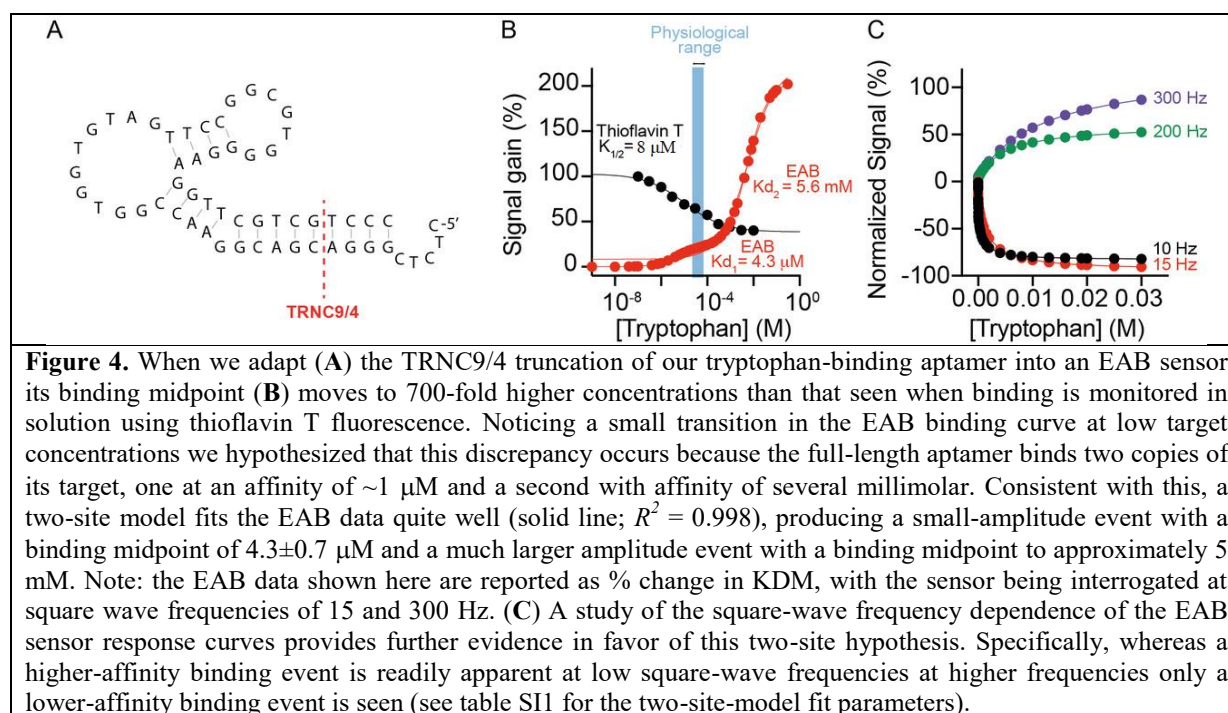 A
B
C
Physiological
range
Signal gain (%)
200
150
100
50
0
Thioflavin T
K1/2= 8 μM
EAB
Kd2 = 5.6 mM
EAB
Kd1 = 4.3 μM
10-8
10-4
100
[Tryptophan] (M)
Normalized Signal (%)
100
50
0
-50
-100
300 Hz
200 Hz
10 Hz
15 Hz
0.00 0.01 0.02 0.03
[Tryptophan] (M)
C-5′
TRNC9/4
Figure 4. When we adapt (A) the TRNC9/4 truncation of our tryptophan-binding aptamer into an EAB sensor
its binding midpoint (B) moves to 700-fold higher concentrations than that seen when binding is monitored in
solution using thioflavin T fluorescence. Noticing a small transition in the EAB binding curve at low target
concentrations we hypothesized that this discrepancy occurs because the full-length aptamer binds two copies of
its target, one at an affinity of ~1 μM and a second with affinity of several millimolar. Consistent with this, a
two-site model fits the EAB data quite well (solid line; R2 = 0.998), producing a small-amplitude event with a
binding midpoint of 4.3±0.7 μM and a much larger amplitude event with a binding midpoint to approximately 5
mM. Note: the EAB data shown here are reported as % change in KDM, with the sensor being interrogated at
square wave frequencies of 15 and 300 Hz. (C) A study of the square-wave frequency dependence of the EAB
sensor response curves provides further evidence in favor of this two-site hypothesis. Specifically, whereas a
higher-affinity binding event is readily apparent at low square-wave frequencies at higher frequencies only a
lower-affinity binding event is seen (see table SI1 for the two-site-model fit parameters).